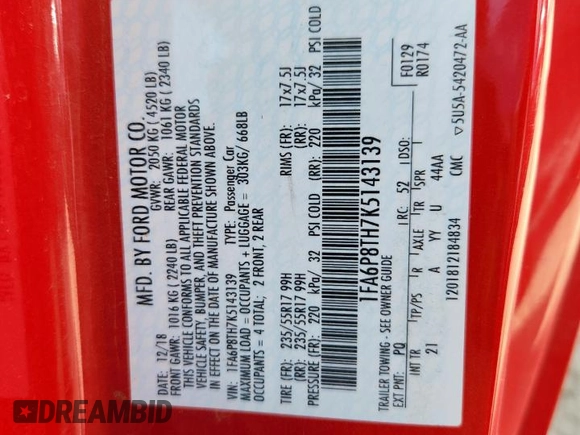 MFD. BY FORD MOTOR CO.
DATE: 12/18 GVWR: 2050 KG ( 4520 LB)
FRONT GAWR: 1016 KG ( 2240 LB) REAR GAWR: 1061 KG ( 2340 LB)
THIS VEHICLE CONFORMS TO ALL APPLICABLE FEDERAL MOTOR
VEHICLE SAFETY, BUMPER, AND THEFT PREVENTION STANDARDS
IN EFFECT ON THE DATE OF MANUFACTURE SHOWN ABOVE.
VIN: 1FA6P8TH7K5143139 TYPE: Passenger Car
MAXIMUM LOAD = OCCUPANTS + LUGGAGE = 303KG/ 668LB
OCCUPANTS = 4 TOTAL; 2 FRONT, 2 REAR
TIRE (FR): 235/55R17 99H RIMS (FR): 17x7.5J
(RR): 235/55R17 99H (RR): 17x7.5J
PRESSURE (FR): 220 kPa/ 32 PSI COLD (RR): 220 kPa/ 32 PSI COLD
1FA6P8TH7K5143139
TRAILER TOWING - SEE OWNER GUIDE
F0129
R0174
EXT PNT: PQ RC: 52 DSO:
INT TR TP/PS R AXLE TR SPR
21 A YY U 44AA
1201812184834 CMC ▽5U5A-5420472-AA
DREAMBID